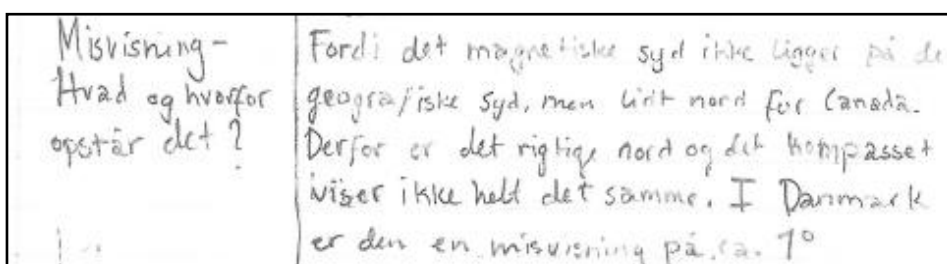 Misvisning-
Hvad og hvorfor
opstår det?
Fordi det magnetiske syd ikke ligger på de
geografiske syd, men lidt nord for Canada.
Derfor er det rigtige nord og det kompasset
viser ikke helt det samme. I Danmark
er den en misvisning på ca. 1°